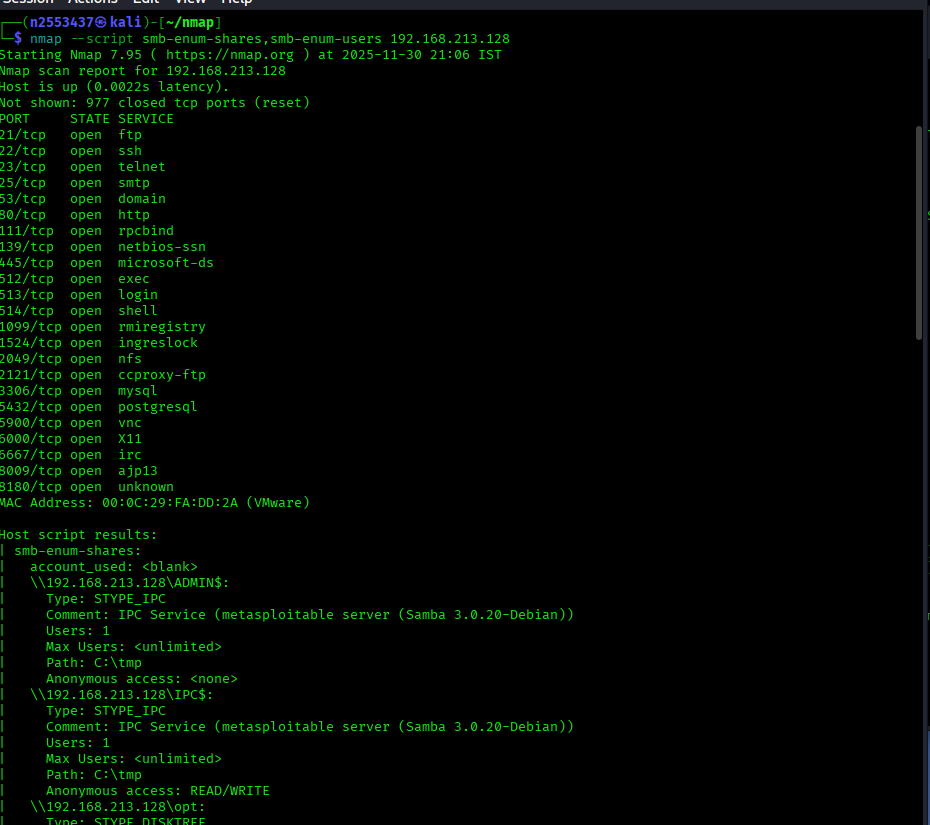 Session Actions Edit View Help
┌──(n2553437㉿kali)-[~/nmap]
└─$ nmap --script smb-enum-shares,smb-enum-users 192.168.213.128
Starting Nmap 7.95 ( https://nmap.org ) at 2025-11-30 21:06 IST
Nmap scan report for 192.168.213.128
Host is up (0.0022s latency).
Not shown: 977 closed tcp ports (reset)
PORT     STATE SERVICE
21/tcp   open  ftp
22/tcp   open  ssh
23/tcp   open  telnet
25/tcp   open  smtp
53/tcp   open  domain
80/tcp   open  http
111/tcp  open  rpcbind
139/tcp  open  netbios-ssn
445/tcp  open  microsoft-ds
512/tcp  open  exec
513/tcp  open  login
514/tcp  open  shell
1099/tcp open  rmiregistry
1524/tcp open  ingreslock
2049/tcp open  nfs
2121/tcp open  ccproxy-ftp
3306/tcp open  mysql
5432/tcp open  postgresql
5900/tcp open  vnc
6000/tcp open  X11
6667/tcp open  irc
8009/tcp open  ajp13
8180/tcp open  unknown
MAC Address: 00:0C:29:FA:DD:2A (VMware)

Host script results:
| smb-enum-shares:
|   account_used: <blank>
|   \\192.168.213.128\ADMIN$:
|     Type: STYPE_IPC
|     Comment: IPC Service (metasploitable server (Samba 3.0.20-Debian))
|     Users: 1
|     Max Users: <unlimited>
|     Path: C:\tmp
|     Anonymous access: <none>
|   \\192.168.213.128\IPC$:
|     Type: STYPE_IPC
|     Comment: IPC Service (metasploitable server (Samba 3.0.20-Debian))
|     Users: 1
|     Max Users: <unlimited>
|     Path: C:\tmp
|     Anonymous access: READ/WRITE
|   \\192.168.213.128\opt:
|     Type: STYPE_DISKTREE